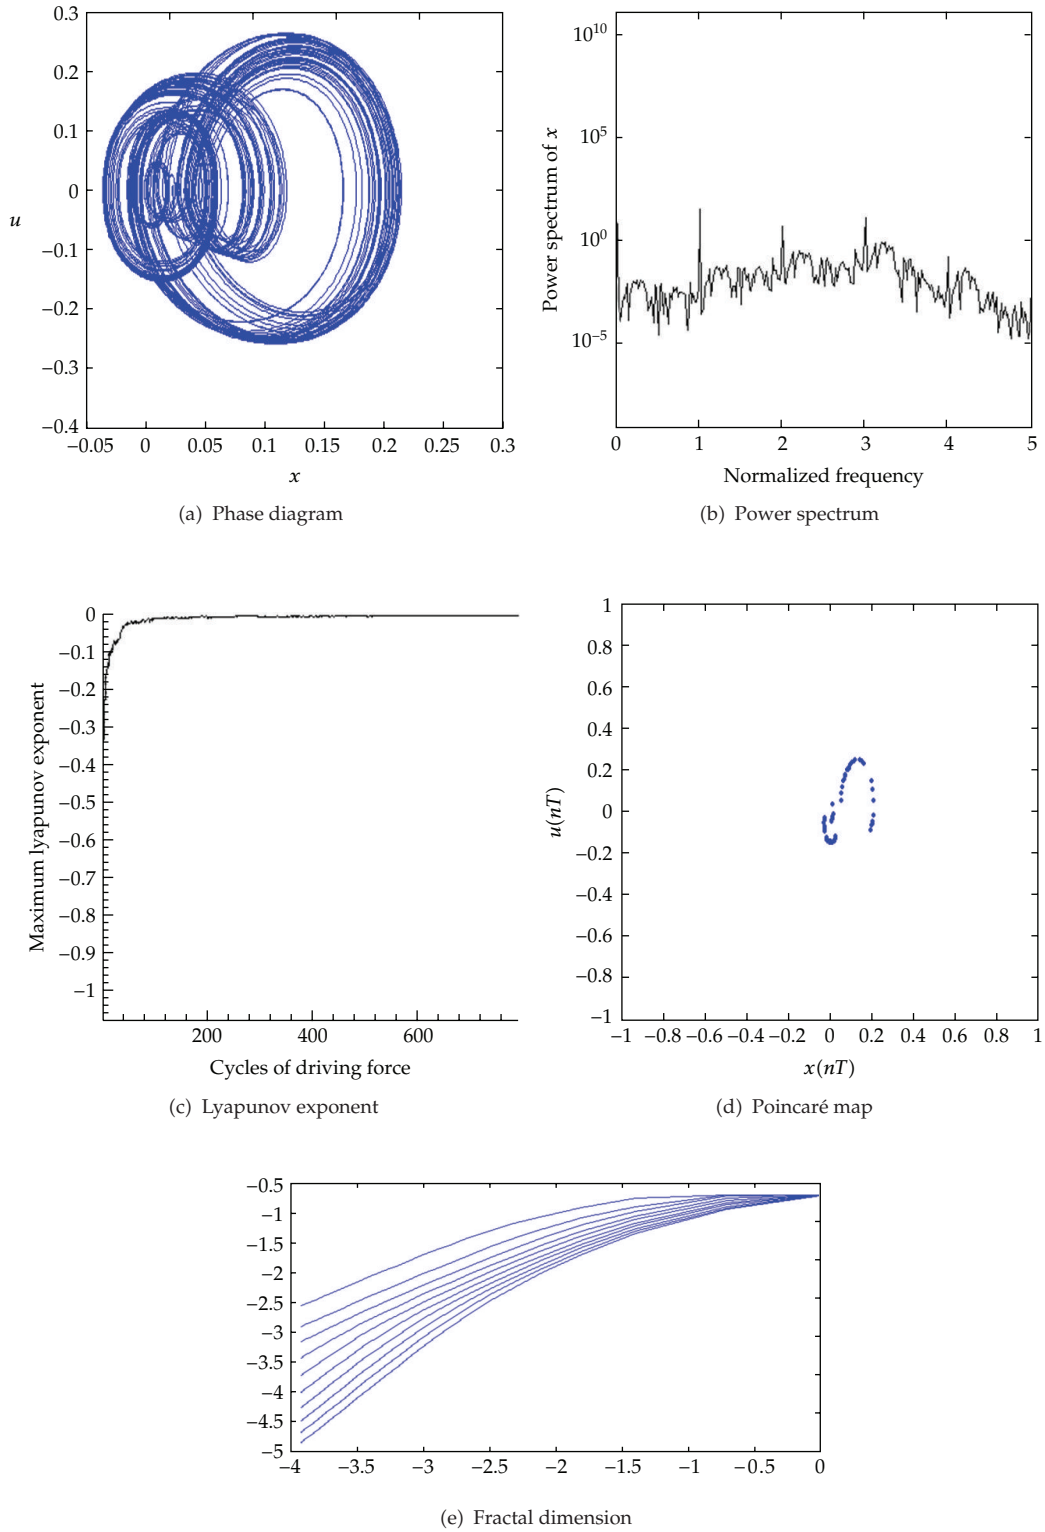 0.3
0.2
0.1
0
−0.1
−0.2
−0.3
−0.4
u
−0.05 0 0.05 0.1 0.15 0.2 0.25 0.3
x
(a) Phase diagram
10^10
10^5
10^0
10^−5
Power spectrum of x
0 1 2 3 4 5
Normalized frequency
(b) Power spectrum
0
−0.1
−0.2
−0.3
−0.4
−0.5
−0.6
−0.7
−0.8
−0.9
−1
Maximum lyapunov exponent
200 400 600
Cycles of driving force
(c) Lyapunov exponent
1
0.8
0.6
0.4
0.2
0
−0.2
−0.4
−0.6
−0.8
−1
u(nT)
−1 −0.8 −0.6 −0.4 −0.2 0 0.2 0.4 0.6 0.8 1
x(nT)
(d) Poincaré map
−0.5
−1
−1.5
−2
−2.5
−3
−3.5
−4
−4.5
−5
−4 −3.5 −3 −2.5 −2 −1.5 −1 −0.5 0
(e) Fractal dimension